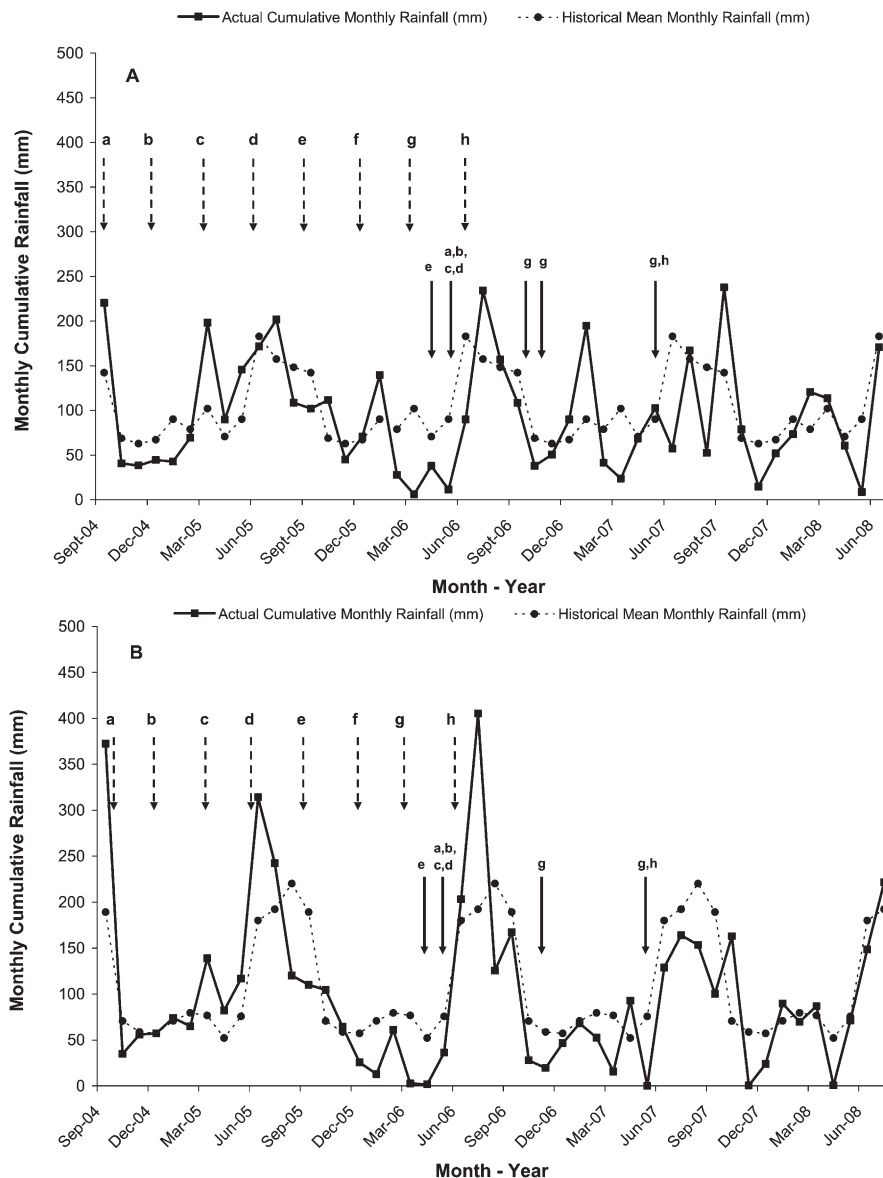 Actual Cumulative Monthly Rainfall (mm) Historical Mean Monthly Rainfall (mm)
A
500
450
400
350
300
250
200
150
100
50
0
Monthly Cumulative Rainfall (mm)
a b c d e f g h
e
a,b,
c,d
g g
g,h
Sept-04 Dec-04 Mar-05 Jun-05 Sept-05 Dec-05 Mar-06 Jun-06 Sept-06 Dec-06 Mar-07 Jun-07 Sept-07 Dec-07 Mar-08 Jun-08
Month - Year
Actual Cumulative Monthly Rainfall (mm) Historical Mean Monthly Rainfall (mm)
B
500
450
400
350
300
250
200
150
100
50
0
Monthly Cumulative Rainfall (mm)
a b c d e f g h
e
a,b,
c,d
g
g,h
Sep-04 Dec-04 Mar-05 Jun-05 Sep-05 Dec-05 Mar-06 Jun-06 Sep-06 Dec-06 Mar-07 Jun-07 Sep-07 Dec-07 Mar-08 Jun-08
Month - Year